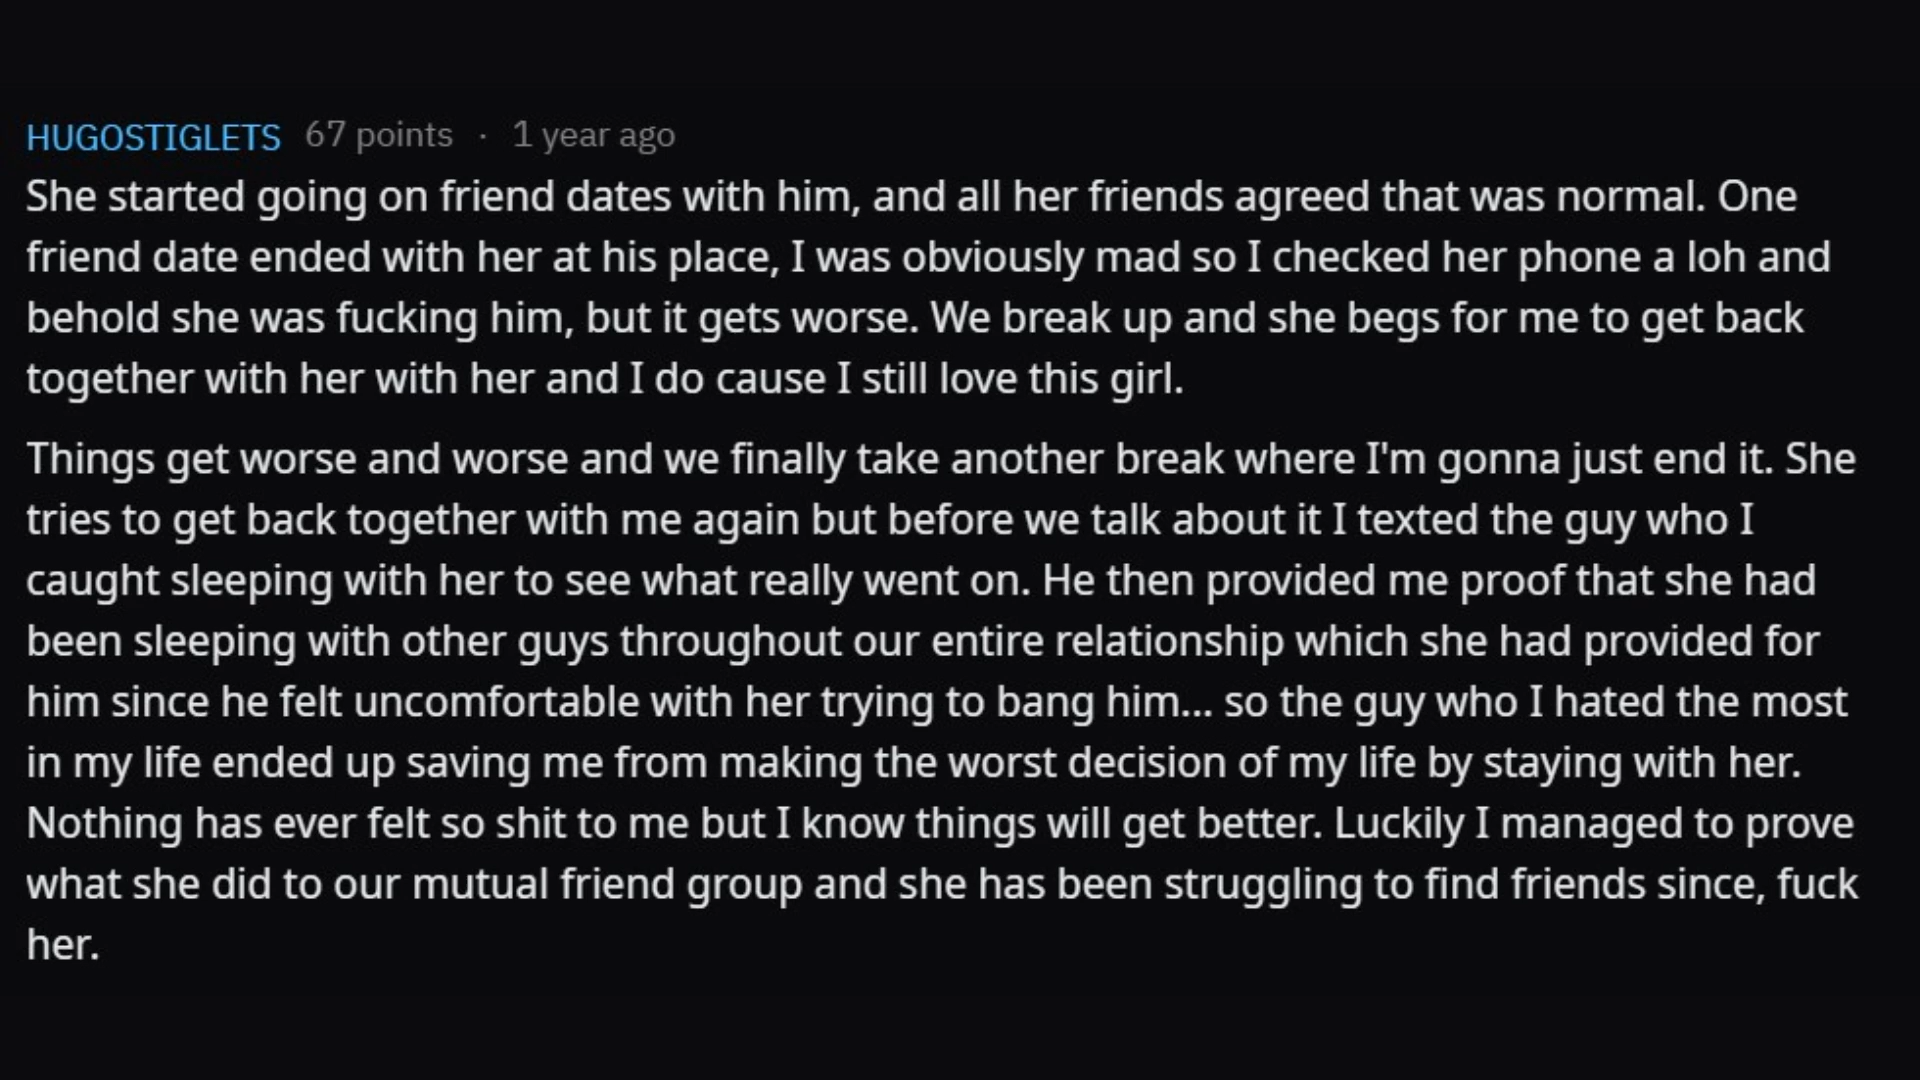 HUGOSTIGLETS 67 points · 1 year ago
She started going on friend dates with him, and all her friends agreed that was normal. One
friend date ended with her at his place, I was obviously mad so I checked her phone a loh and
behold she was fucking him, but it gets worse. We break up and she begs for me to get back
together with her with her and I do cause I still love this girl.
Things get worse and worse and we finally take another break where I'm gonna just end it. She
tries to get back together with me again but before we talk about it I texted the guy who I
caught sleeping with her to see what really went on. He then provided me proof that she had
been sleeping with other guys throughout our entire relationship which she had provided for
him since he felt uncomfortable with her trying to bang him... so the guy who I hated the most
in my life ended up saving me from making the worst decision of my life by staying with her.
Nothing has ever felt so shit to me but I know things will get better. Luckily I managed to prove
what she did to our mutual friend group and she has been struggling to find friends since, fuck
her.